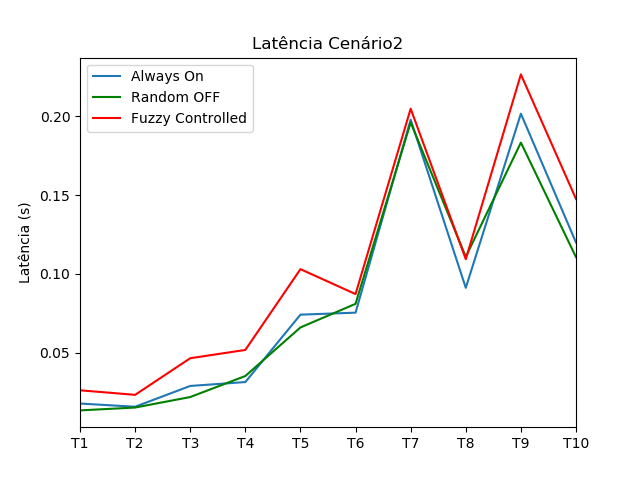 Latência Cenário2
Always On
Random OFF
Fuzzy Controlled
Latência (s)
0.20
0.15
0.10
0.05
T1 T2 T3 T4 T5 T6 T7 T8 T9 T10